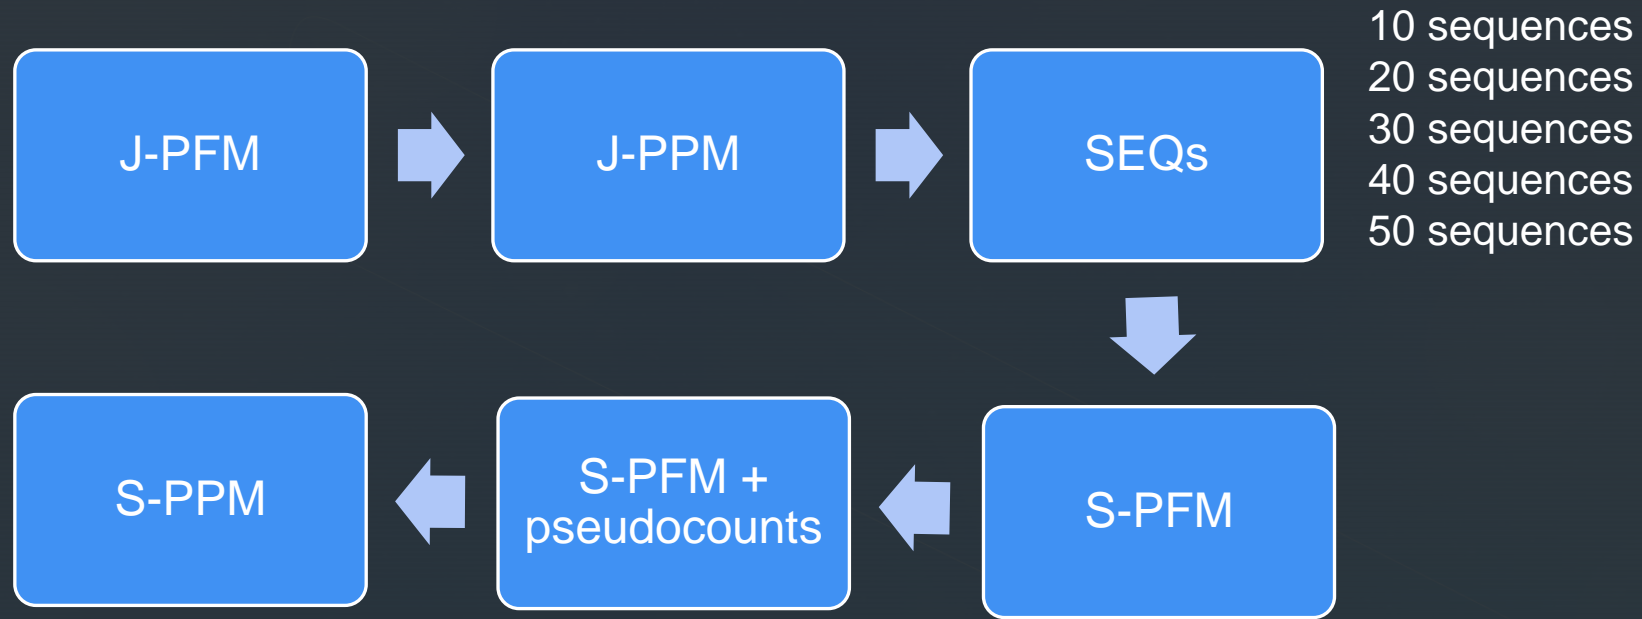 J-PFM
J-PPM
SEQs
10 sequences
20 sequences
30 sequences
40 sequences
50 sequences
S-PPM
S-PFM +
pseudocounts
S-PFM